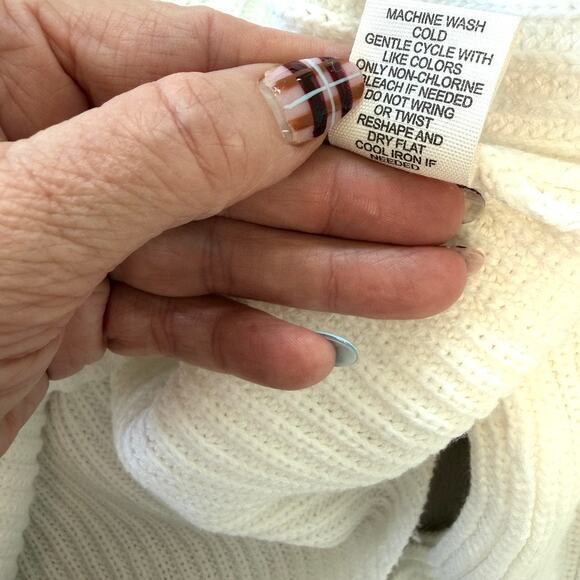 MACHINE WASH
COLD
GENTLE CYCLE WITH
LIKE COLORS
ONLY NON-CHLORINE
BLEACH IF NEEDED
DO NOT WRING
OR TWIST
RESHAPE AND
DRY FLAT
COOL IRON IF
NEEDED